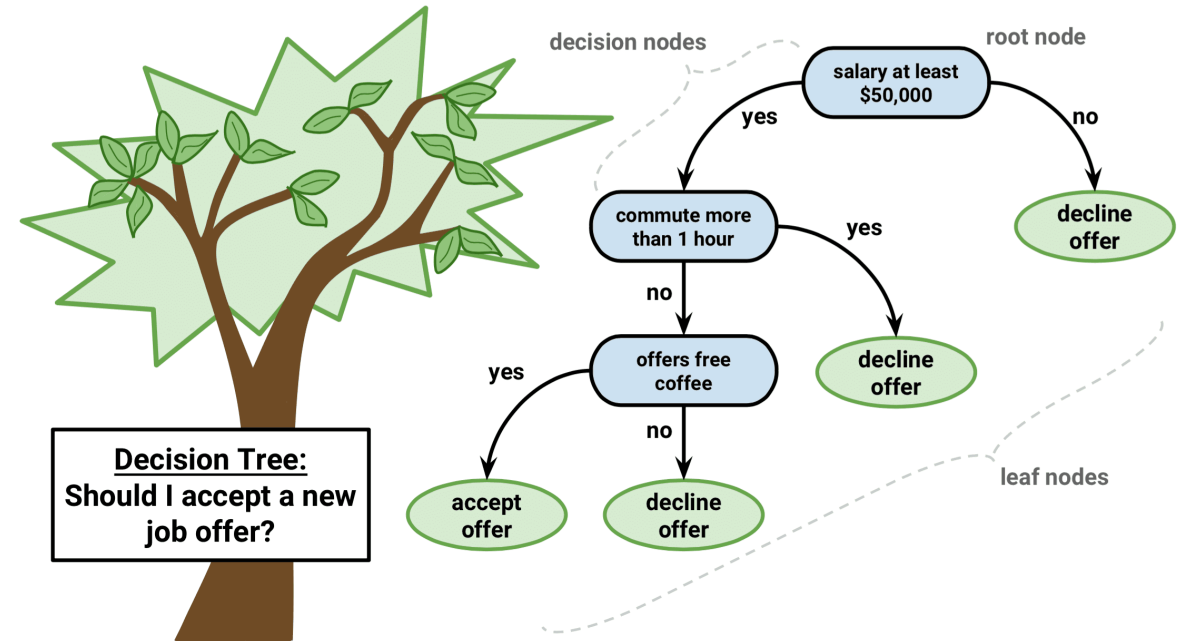 decision nodes
root node
salary at least
$50,000
yes
no
commute more
than 1 hour
yes
decline
offer
no
offers free
coffee
decline
offer
yes
no
Decision Tree:
Should I accept a new
job offer?
accept
offer
decline
offer
leaf nodes